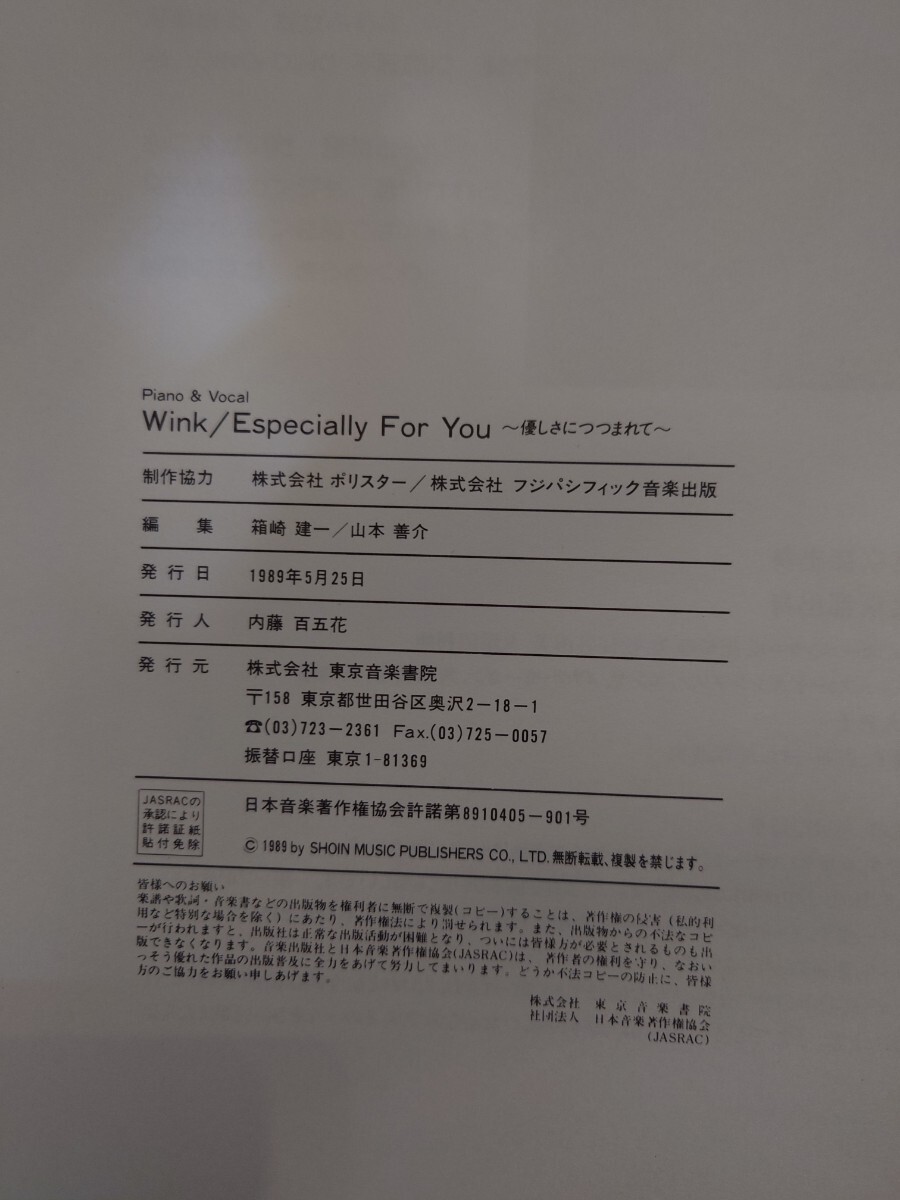 Piano & Vocal
Wink/Especially For You ～優しさにつつまれて～
制作協力 株式会社 ポリスター/株式会社 フジパシフィック音楽出版
編集 箱崎 建一/山本 善介
発行日 1989年5月25日
発行人 内藤 百五花
発行元 株式会社 東京音楽書院
〒158 東京都世田谷区奥沢2-18-1
☎(03)723-2361 Fax.(03)725-0057
振替口座 東京1-81369
JASRACの
承認により
許諾証紙
貼付免除
日本音楽著作権協会許諾第8910405-901号
© 1989 by SHOIN MUSIC PUBLISHERS CO., LTD. 無断転載、複製を禁じます。
皆様へのお願い
楽譜や歌詞・音楽書などの出版物を権利者に無断で複製(コピー)することは、著作権の侵害(私的利
用など特別な場合を除く)にあたり、著作権法により罰せられます。また、出版物からの不法なコピ
ーが行われますと、出版社は正常な出版活動が困難となり、ついには皆様方が必要とされるものも出
版できなくなります。音楽出版社と日本音楽著作権協会(JASRAC)は、著作者の権利を守り、なおい
っそう優れた作品の出版普及に全力をあげて努力してまいります。どうか不法コピーの防止に、皆様
方のご協力をお願い申しあげます。
株式会社 東京音楽書院
社団法人 日本音楽著作権協会
(JASRAC)